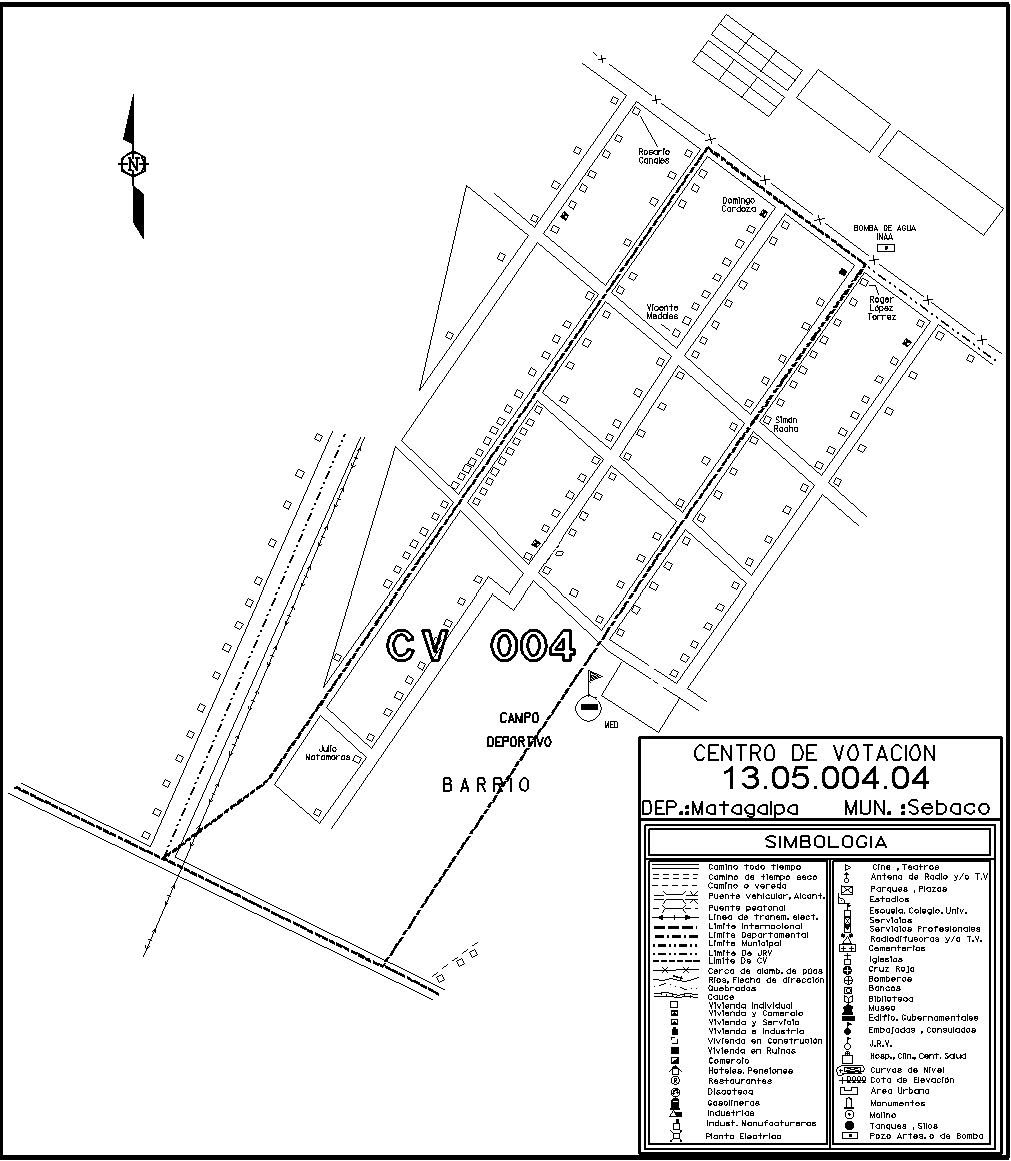 N
Rosario
Canales
Domingo
Cardoza
BOMBA DE AGUA
INAA
Vicente
Roger
López
Torrez
Julio
Matamoros
CV 004
CAMPO
DEPORTIVO
BARRIO
MED
CENTRO DE VOTACION
13.05.004.04
DEP.:Matagalpa MUN. :Sebaco
SIMBOLOGIA
Camino todo tiempo
Camino de tiempo seco
Camino o vereda
Puente vehicular, Alcant.
Puente peatonal
Línea de transm. elect.
Limite Internacional
Limite Departamental
Limite Municipal
Limite De JRV
Limite De CV
Cerca de alamb. de púas
Ríos, Flecha de dirección
Quebradas
Cauce
Vivienda Individual
Vivienda y Comercio
Vivienda y Servicio
Vivienda e Industria
Vivienda en Construción
Vivienda en Ruinas
Comercio
Hoteles, Pensiones
Restaurantes
Discoteca
Gasolineras
Industrias
Indust. Manufactureras
Planta Electrica
Cine , Teatros
Antena de Radio y/o T.V
Parques , Plazas
Estadios
Escuela, Colegio, Univ.
Servicios
Servicios Profesionales
Radiodifusoras y/o T.V.
Cementerios
Iglesias
Cruz Roja
Bomberos
Bancos
Biblioteca
Museo
Edific. Gubernamentales
Embajadas , Consulados
J.R.V.
Hosp., Clin., Cent. Salud
Curvas de Nivel
Cota de Elevación
Area Urbana
Monumentos
Molino
Tanques , Silos
Pozo Artes. o de Bomba